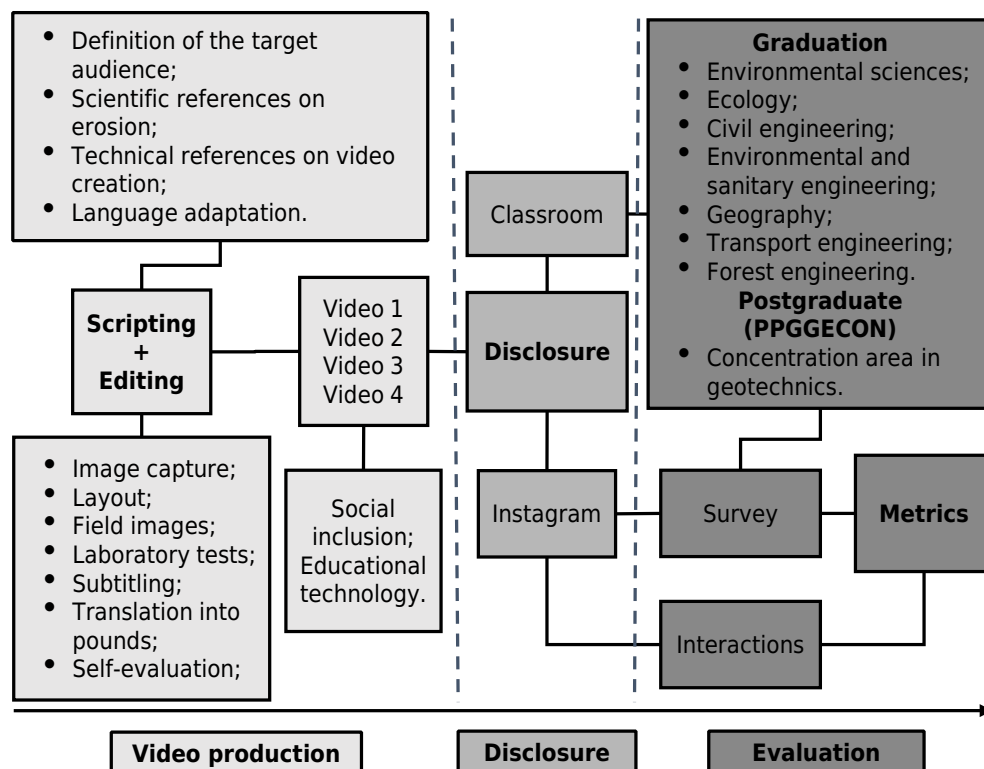 • Definition of the target
audience;
• Scientific references on
erosion;
• Technical references on video
creation;
• Language adaptation.
Scripting
+
Editing
• Image capture;
• Layout;
• Field images;
• Laboratory tests;
• Subtitling;
• Translation into
pounds;
• Self-evaluation;
Video 1
Video 2
Video 3
Video 4
Social
inclusion;
Educational
technology.
Classroom
Disclosure
Instagram
Graduation
• Environmental sciences;
• Ecology;
• Civil engineering;
• Environmental and
sanitary engineering;
• Geography;
• Transport engineering;
• Forest engineering.
Postgraduate
(PPGGECON)
• Concentration area in
geotechnics.
Survey
Metrics
Interactions
Video production
Disclosure
Evaluation